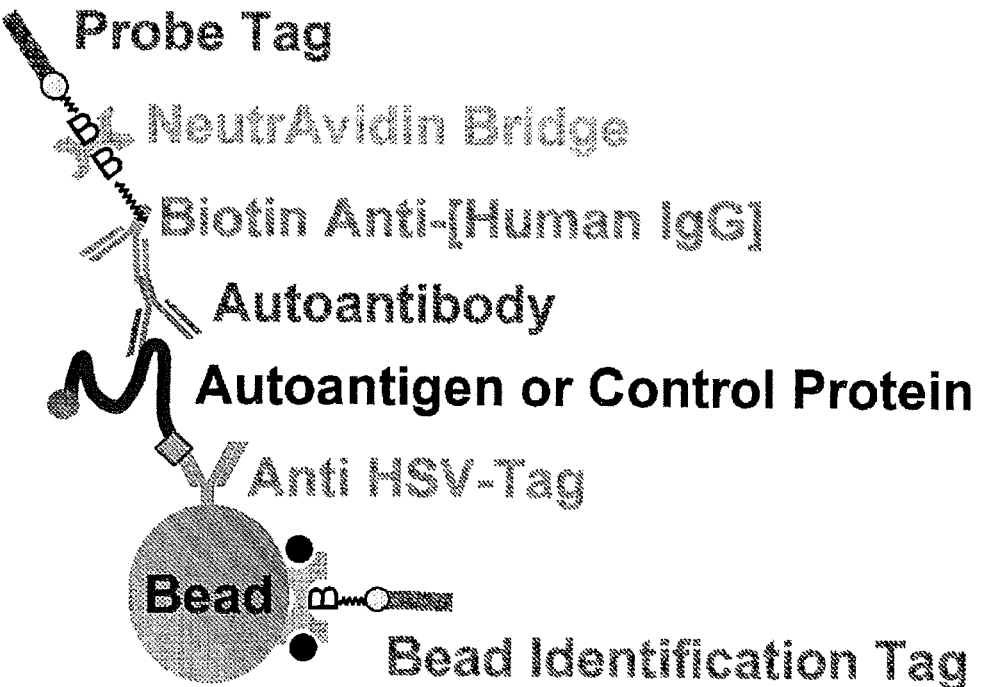 Probe Tag
B
B
NeutrAvidin Bridge
Biotin Anti-[Human IgG]
Autoantibody
Autoantigen or Control Protein
Anti HSV-Tag
Bead
B
Bead Identification Tag